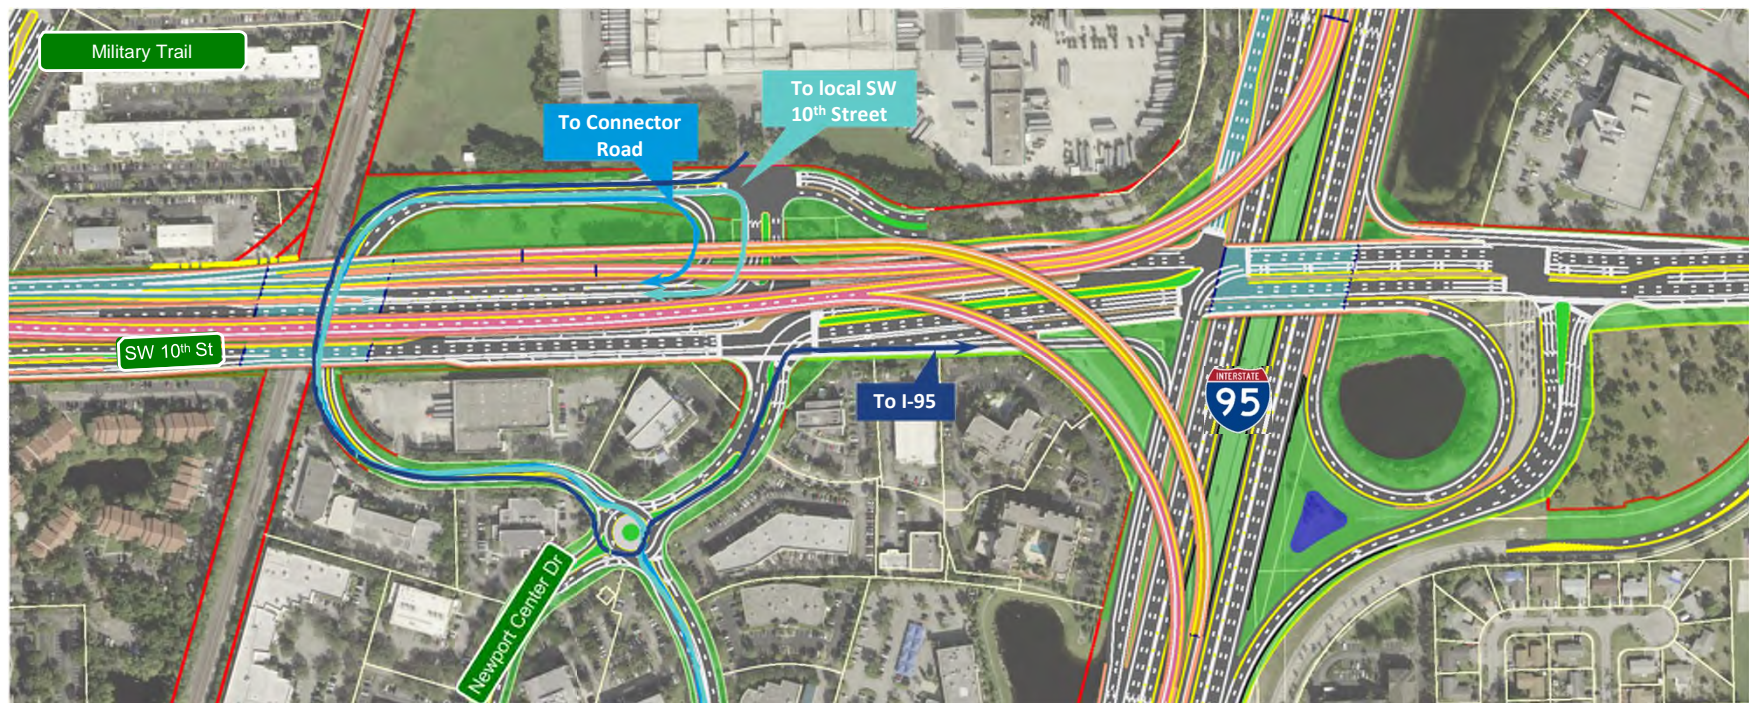 Military Trail
To local SW
10th Street
To Connector
Road
SW 10th St
To I-95
INTERSTATE
95
Newport Center Dr